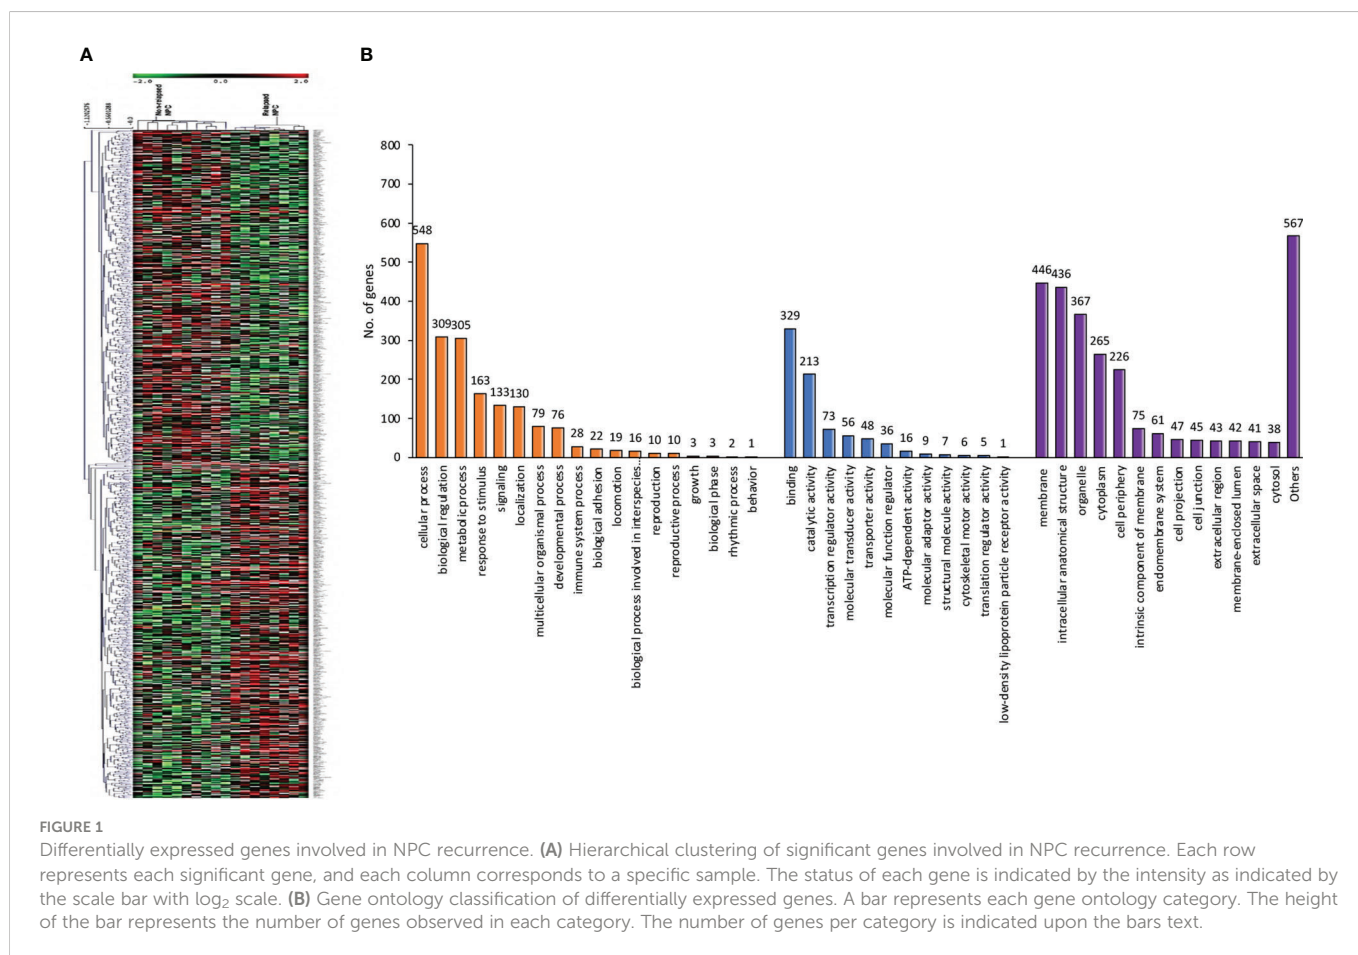 A
B
-2.0 0.0 2.0
Non-relapsed
NPC
Relapsed
NPC
800
700
600
500
400
300
200
100
0
No. of genes
548
309
305
163
133
130
79
76
28
22
19
16
10
10
3
3
2
1
329
213
73
56
48
36
16
9
7
6
5
1
446
436
367
265
226
75
61
47
45
43
42
41
38
567
cellular process
biological regulation
metabolic process
response to stimulus
signaling
localization
multicellular organismal process
developmental process
immune system process
biological adhesion
locomotion
biological process involved in interspecies...
reproduction
reproductive process
growth
biological phase
rhythmic process
behavior
binding
catalytic activity
transcription regulator activity
molecular transducer activity
transporter activity
molecular function regulator
ATP-dependent activity
molecular adaptor activity
structural molecule activity
cytoskeletal motor activity
translation regulator activity
low-density lipoprotein particle receptor activity
membrane
intracellular anatomical structure
organelle
cytoplasm
cell periphery
intrinsic component of membrane
endomembrane system
cell projection
cell junction
extracellular region
membrane-enclosed lumen
extracellular space
cytosol
Others
FIGURE 1
Differentially expressed genes involved in NPC recurrence. (A) Hierarchical clustering of significant genes involved in NPC recurrence. Each row
represents each significant gene, and each column corresponds to a specific sample. The status of each gene is indicated by the intensity as indicated by
the scale bar with log₂ scale. (B) Gene ontology classification of differentially expressed genes. A bar represents each gene ontology category. The height
of the bar represents the number of genes observed in each category. The number of genes per category is indicated upon the bars text.